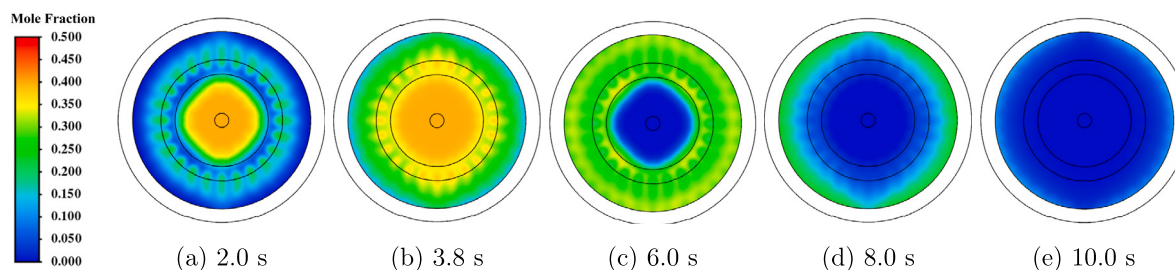 Mole Fraction
0.500
0.450
0.400
0.350
0.300
0.250
0.200
0.150
0.100
0.050
0.000
(a) 2.0 s
(b) 3.8 s
(c) 6.0 s
(d) 8.0 s
(e) 10.0 s